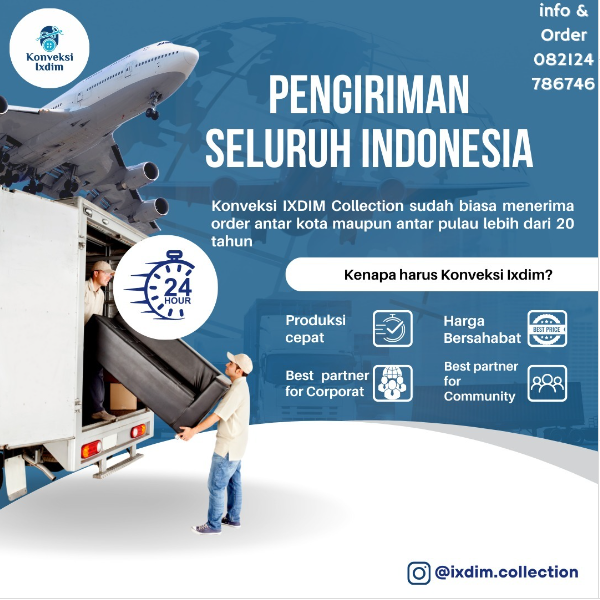 Konveksi
Ixdim
info &
Order
082124
786746
PENGIRIMAN
SELURUH INDONESIA
Konveksi IXDIM Collection sudah biasa menerima
order antar kota maupun antar pulau lebih dari 20
tahun
24
HOUR
Kenapa harus Konveksi Ixdim?
Produksi
cepat
Harga
Bersahabat
BEST PRICE
Best partner
for Corporat
Best partner
for
Community
@ixdim.collection